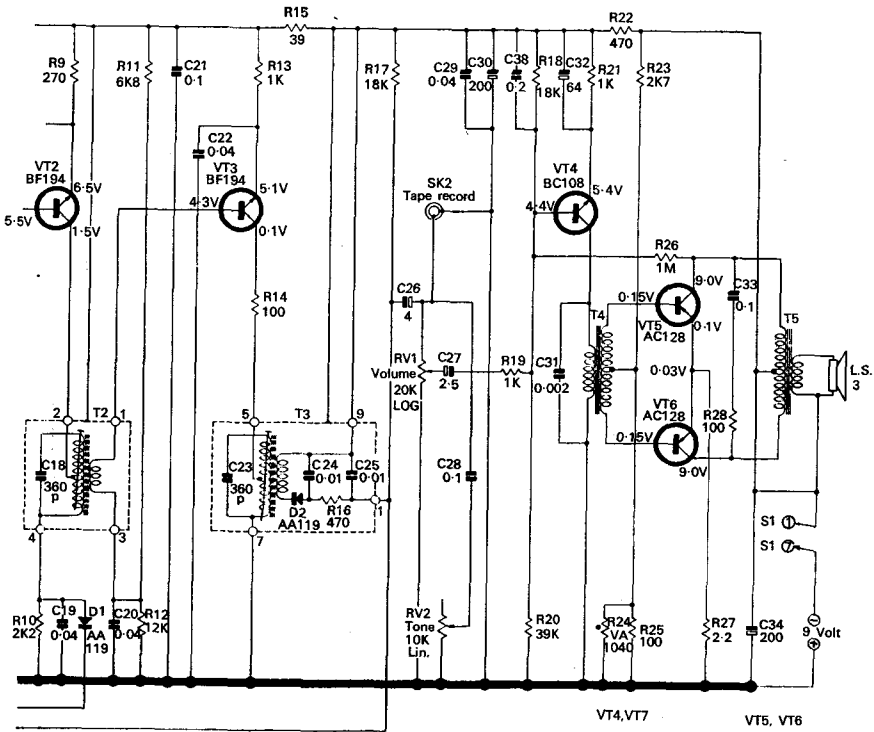 R15
39
R22
470
R9
270
R11
6K8
C21
0·1
R13
1K
R17
18K
C29
0·04
C30
200
C38
0·2
R18
18K
C32
64
R21
1K
R23
2K7
C22
0·04
VT2
BF194
6·5V
5·5V
1·5V
VT3
BF194
5·1V
4·3V
0·1V
SK2
Tape record
VT4
BC108
5·4V
4·4V
R26
1M
R14
100
C26
4
9·0V
C33
0·1
0·15V
VT5
AC128
0·1V
T4
T5
RV1
Volume
20K
LOG
C27
2·5
R19
1K
C31
0·002
0·03V
L.S.
3
VT6
AC128
R28
100
0·15V
9·0V
2
T2
1
5
T3
9
C18
360
p
C23
360
p
C24
0·01
C25
0·01
D2
AA119
R16
470
1
C28
0·1
4
3
7
S1 1
S1 7
R10
2K2
C19
0·04
D1
AA
119
C20
0·04
R12
12K
RV2
Tone
10K
Lin.
R20
39K
R24
VA
1040
R25
100
R27
2·2
C34
200
9 Volt
VT4,VT7
VT5, VT6